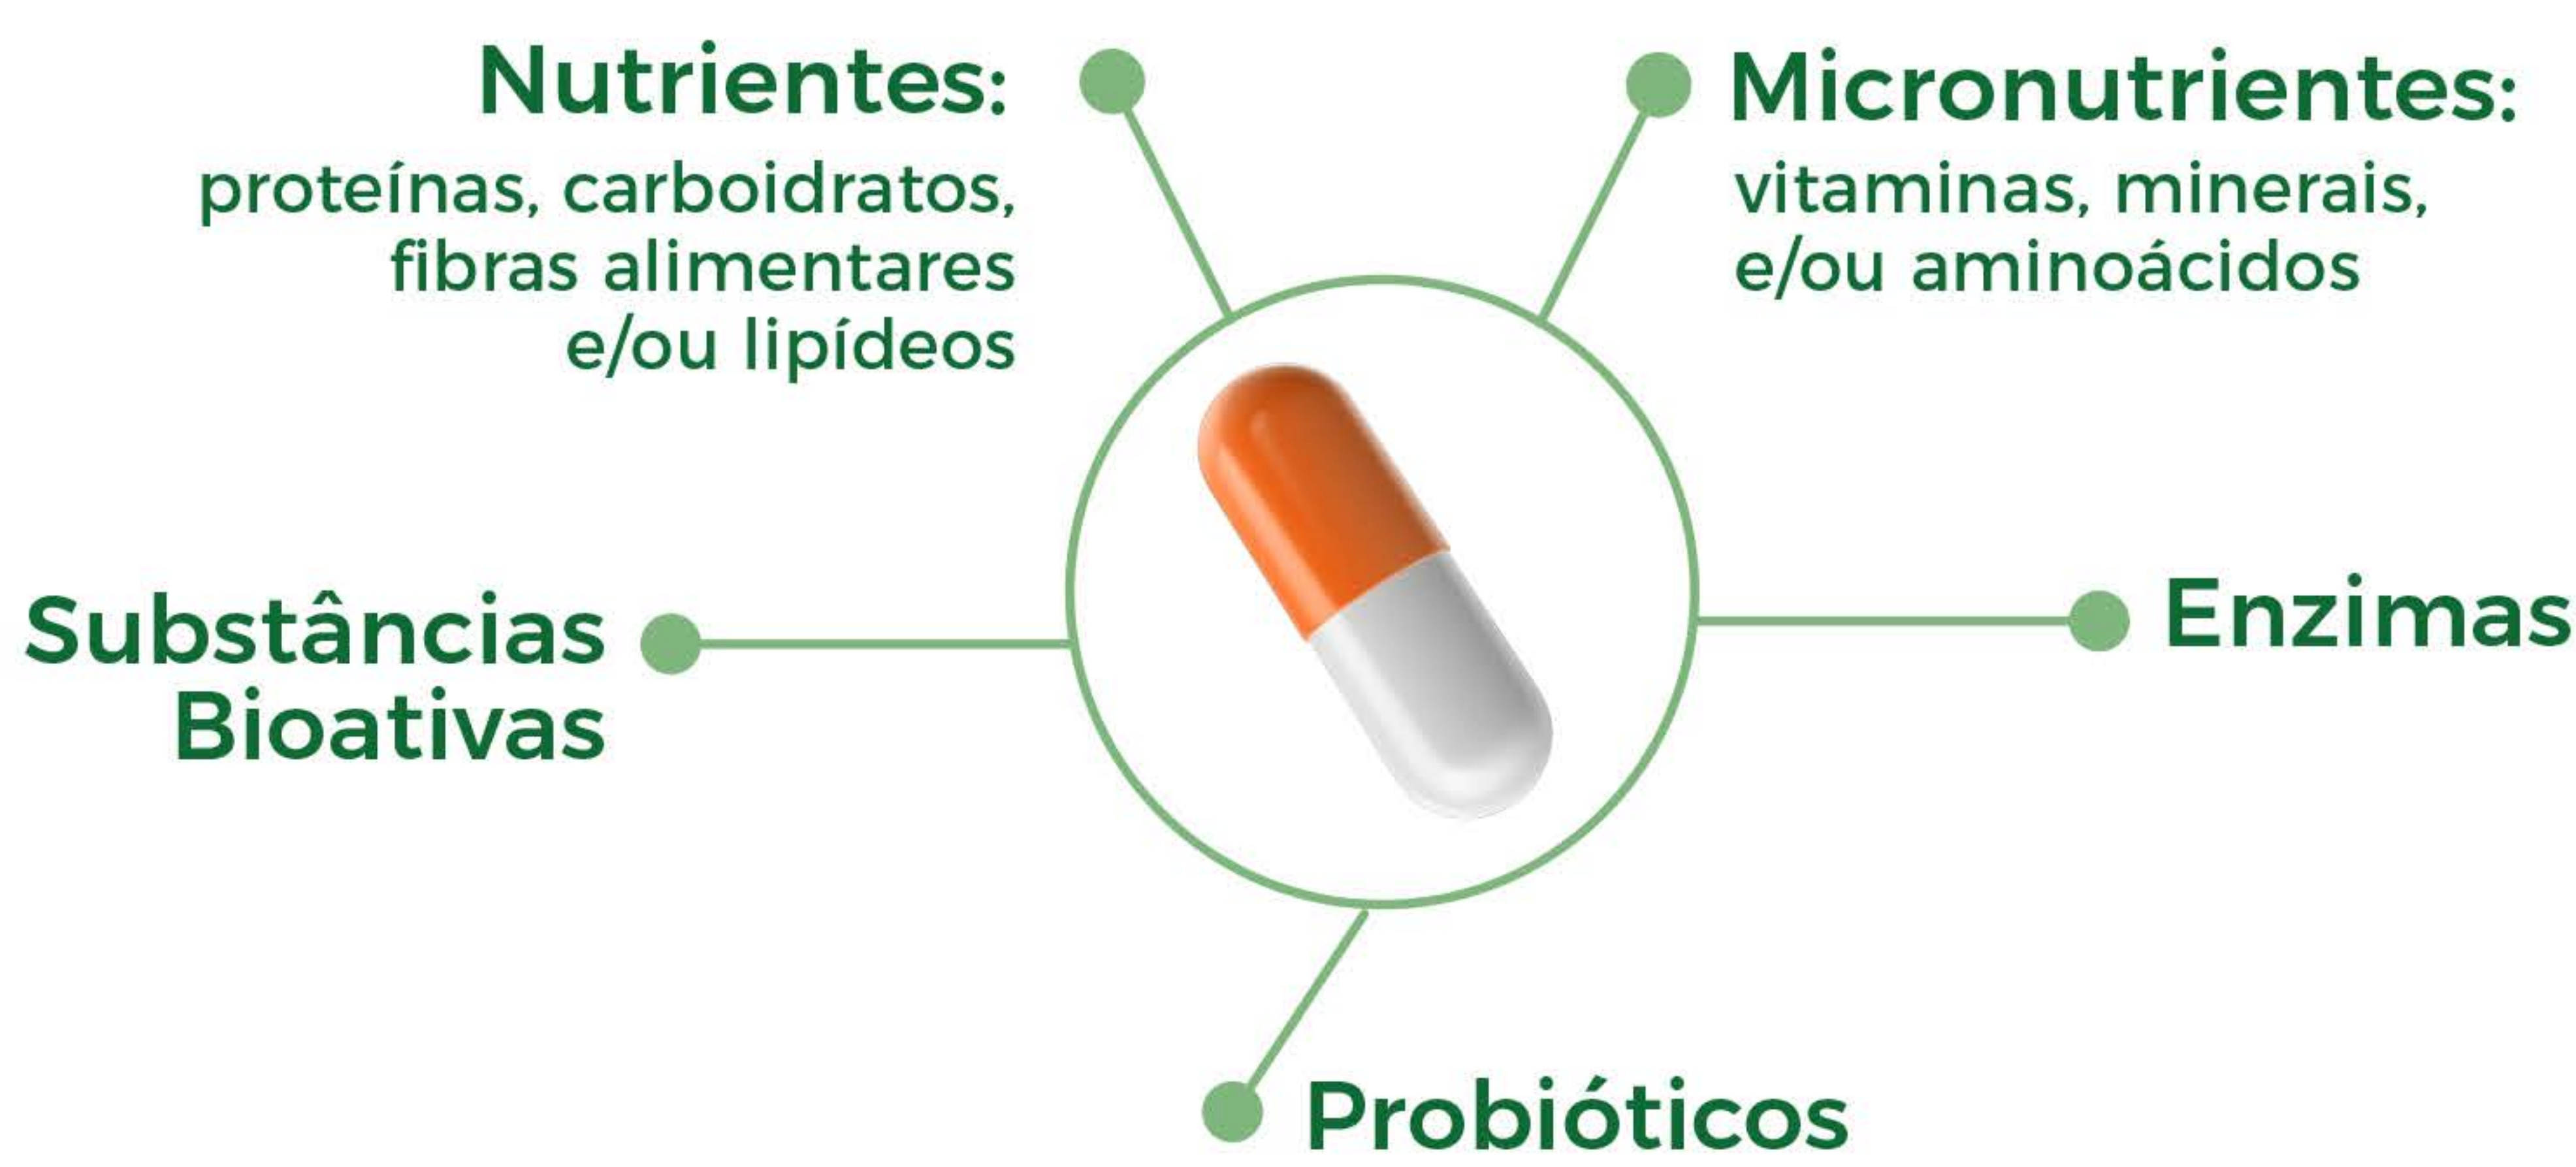 Nutrientes:
proteínas, carboidratos,
fibras alimentares
e/ou lipídeos
Micronutrientes:
vitaminas, minerais,
e/ou aminoácidos
Substâncias
Bioativas
Enzimas
Probióticos